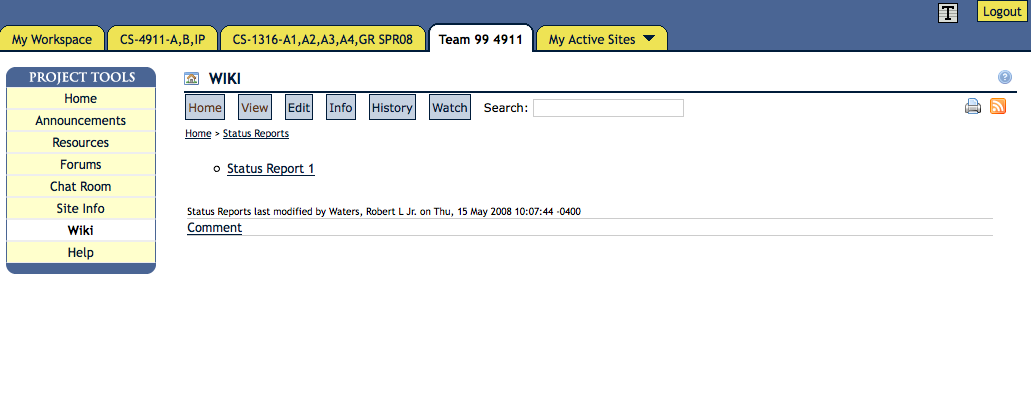 T Logout
My Workspace CS-4911-A,B,IP CS-1316-A1,A2,A3,A4,GR SPR08 Team 99 4911 My Active Sites
PROJECT TOOLS
Home
Announcements
Resources
Forums
Chat Room
Site Info
Wiki
Help
WIKI ?
Home View Edit Info History Watch Search:
Home > Status Reports
Status Report 1
Status Reports last modified by Waters, Robert L Jr. on Thu, 15 May 2008 10:07:44 -0400
Comment